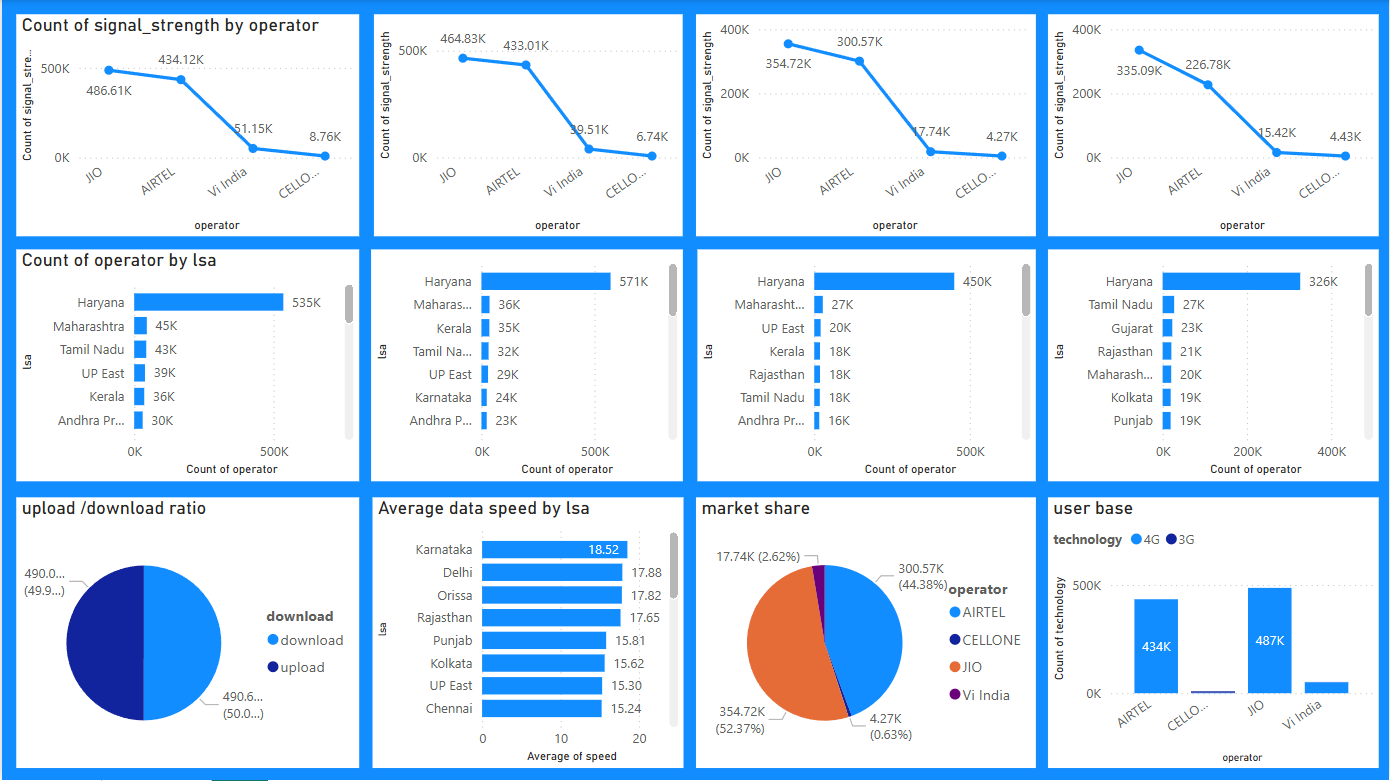 Count of signal_strength by operator
Count of signal_stre...
500K
0K
486.61K
434.12K
51.15K
8.76K
JIO
AIRTEL
Vi India
CELLO...
operator
Count of signal_strength
500K
0K
464.83K
433.01K
39.51K
6.74K
JIO
AIRTEL
Vi India
CELLO...
operator
Count of signal_strength
400K
200K
0K
354.72K
300.57K
17.74K
4.27K
JIO
AIRTEL
Vi India
CELLO...
operator
Count of signal_strength
400K
200K
0K
335.09K
226.78K
15.42K
4.43K
JIO
AIRTEL
Vi India
CELLO...
operator
Count of operator by lsa
lsa
Haryana 535K
Maharashtra 45K
Tamil Nadu 43K
UP East 39K
Kerala 36K
Andhra Pr... 30K
0K 500K
Count of operator
lsa
Haryana 571K
Maharas... 36K
Kerala 35K
Tamil Na... 32K
UP East 29K
Karnataka 24K
Andhra P... 23K
0K 500K
Count of operator
lsa
Haryana 450K
Maharasht... 27K
UP East 20K
Kerala 18K
Rajasthan 18K
Tamil Nadu 18K
Andhra Pr... 16K
0K 500K
Count of operator
lsa
Haryana 326K
Tamil Nadu 27K
Gujarat 23K
Rajasthan 21K
Maharash... 20K
Kolkata 19K
Punjab 19K
0K 200K 400K
Count of operator
upload /download ratio
490.0...
(49.9...)
490.6...
(50.0...)
download
download
upload
Average data speed by lsa
lsa
Karnataka 18.52
Delhi 17.88
Orissa 17.82
Rajasthan 17.65
Punjab 15.81
Kolkata 15.62
UP East 15.30
Chennai 15.24
0 10 20
Average of speed
market share
17.74K (2.62%)
300.57K
(44.38%)
354.72K
(52.37%)
4.27K
(0.63%)
operator
AIRTEL
CELLONE
JIO
Vi India
user base
technology 4G 3G
Count of technology
500K
0K
434K
487K
AIRTEL
CELLO...
JIO
Vi India
operator